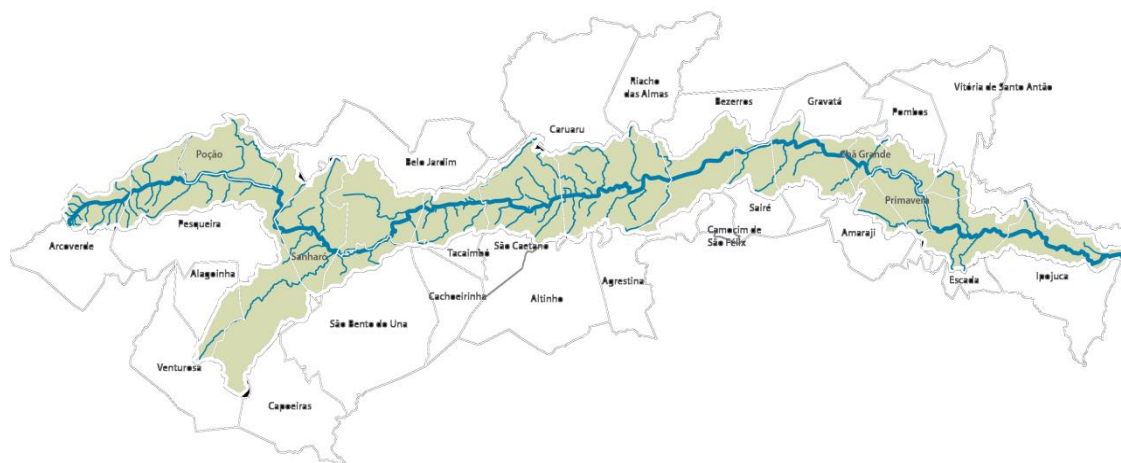 Riacho
das Almas
Bezerros
Gravatá
Vitória de Santo Antão
Pombos
Caruaru
Belo Jardim
Poção
Chã Grande
Primavera
Sairé
Camocim de
São Félix
Amaraji
Pesqueira
Arcoverde
Alagoinha
Sanharó
Tacaimbó
São Caetano
Cachoeirinha
Altinho
Agrestina
Escada
Ipojuca
São Bento do Una
Venturosa
Capoeiras